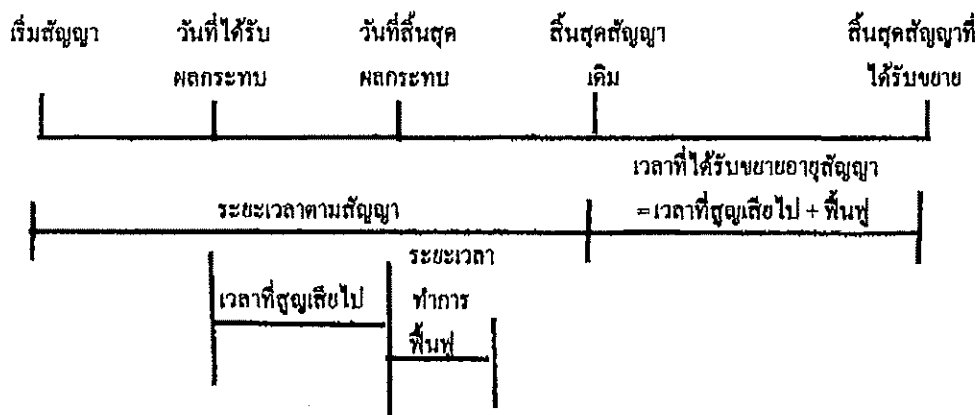 เริ่มสัญญา วันที่ได้รับ วันที่สิ้นสุด สิ้นสุดสัญญา สิ้นสุดสัญญาที่
ผลกระทบ ผลกระทบ เดิม ได้รับขยาย
เวลาที่ได้รับขยายอายุสัญญา
ระยะเวลาตามสัญญา =เวลาที่สูญเสียไป + ฟื้นฟู
ระยะเวลา
เวลาที่สูญเสียไป ทำการ
ฟื้นฟู